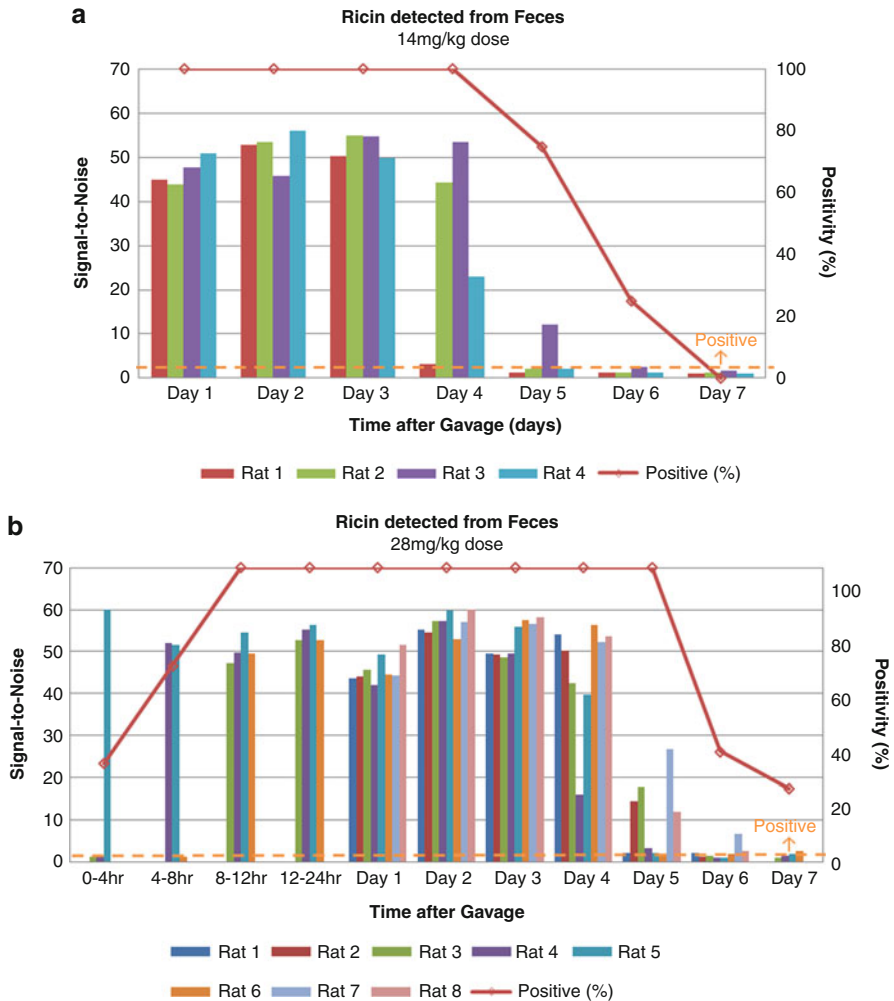 a
Ricin detected from Feces
14mg/kg dose
70
60
50
40
30
20
10
0
Signal-to-Noise
100
80
60
40
20
0
Positivity (%)
Positive
Day 1 Day 2 Day 3 Day 4 Day 5 Day 6 Day 7
Time after Gavage (days)
Rat 1 Rat 2 Rat 3 Rat 4 Positive (%)
b
Ricin detected from Feces
28mg/kg dose
70
60
50
40
30
20
10
0
Signal-to-Noise
100
80
60
40
20
0
Positivity (%)
Positive
0-4hr 4-8hr 8-12hr 12-24hr Day 1 Day 2 Day 3 Day 4 Day 5 Day 6 Day 7
Time after Gavage
Rat 1 Rat 2 Rat 3 Rat 4 Rat 5
Rat 6 Rat 7 Rat 8 Positive (%)